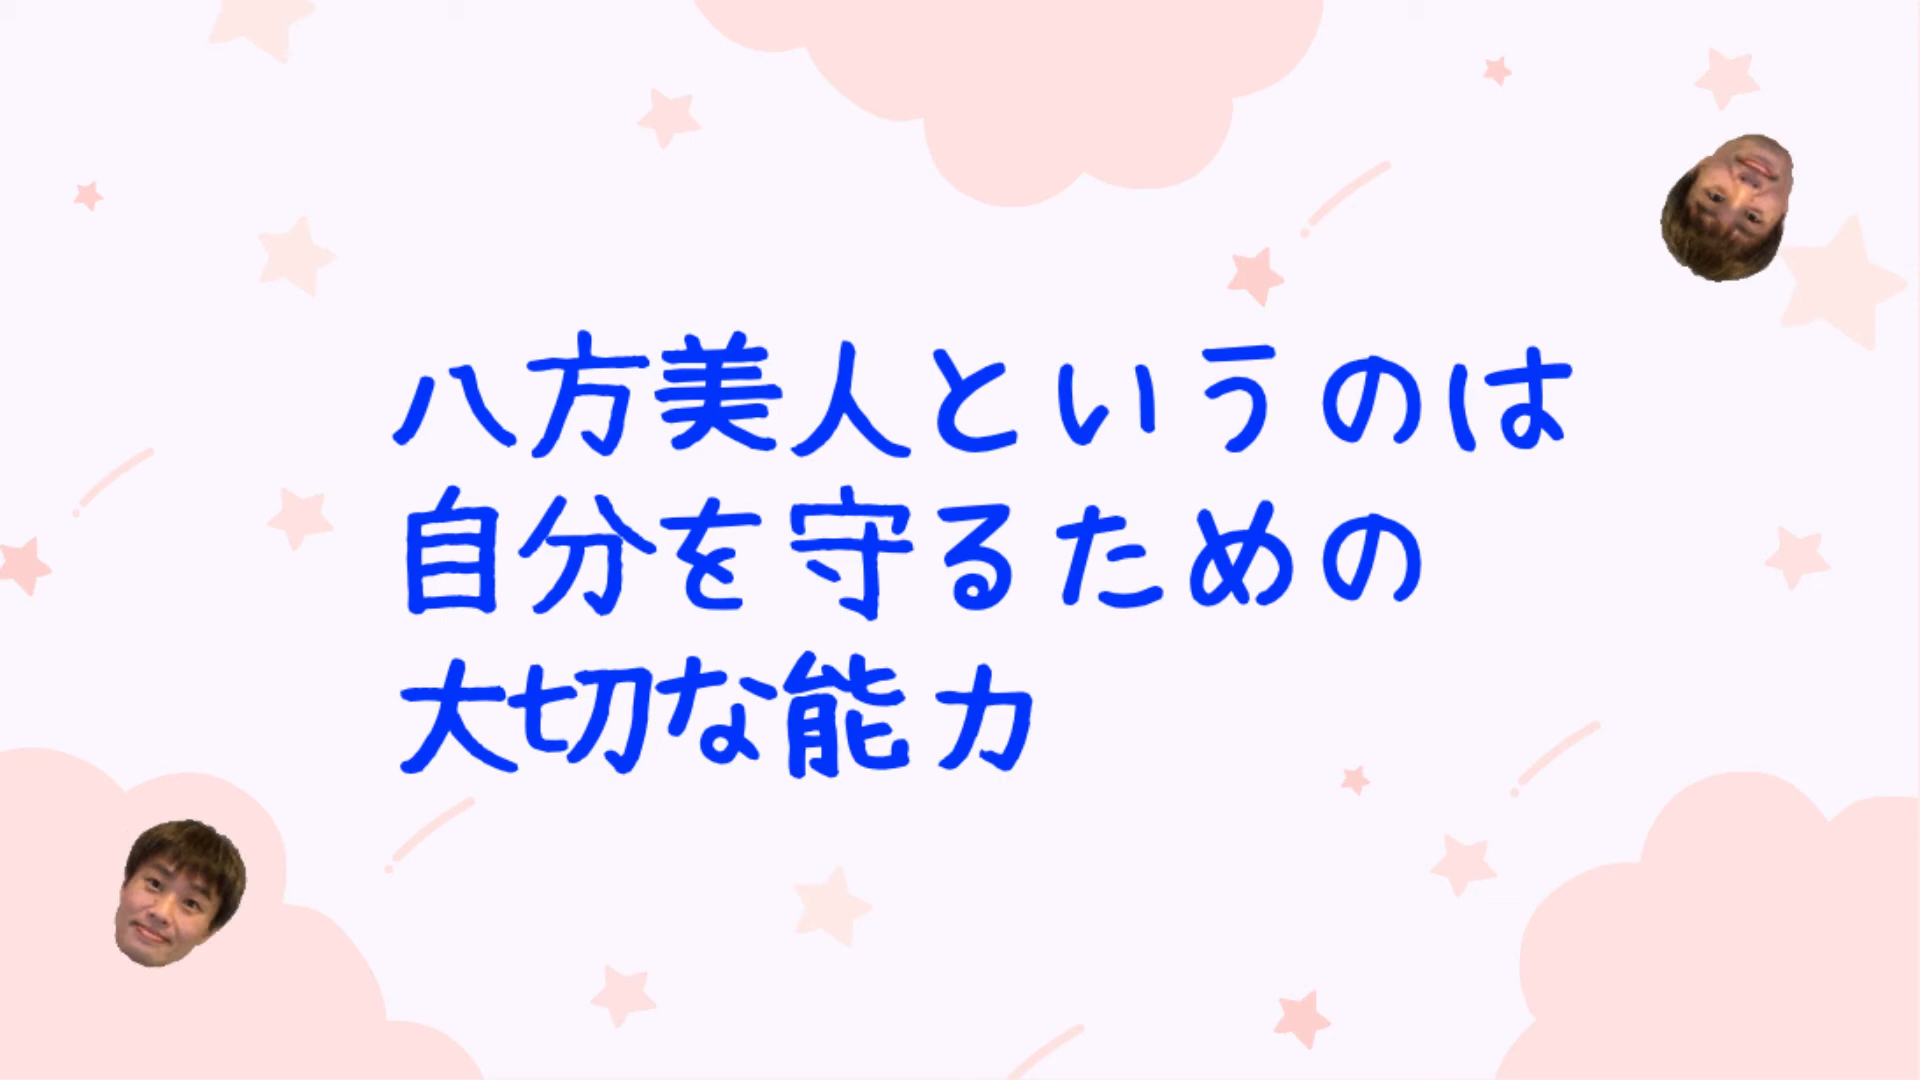 八方美人というのは
自分を守るための
大切な能力